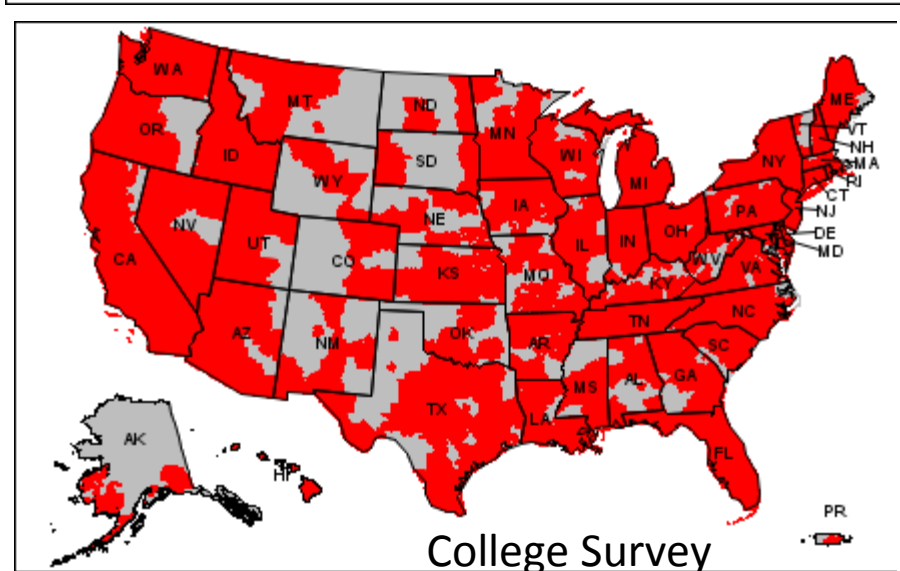 WA
MT
ND
MN
ME
VT
NH
MA
RI
CT
OR
ID
SD
WI
NY
MI
WY
IA
NE
PA
NJ
DE
MD
NV
UT
CO
IL
IN
OH
WV
VA
CA
KS
MO
KY
AZ
NM
OK
AR
TN
NC
SC
MS
AL
GA
TX
LA
FL
AK
HI
PR
College Survey